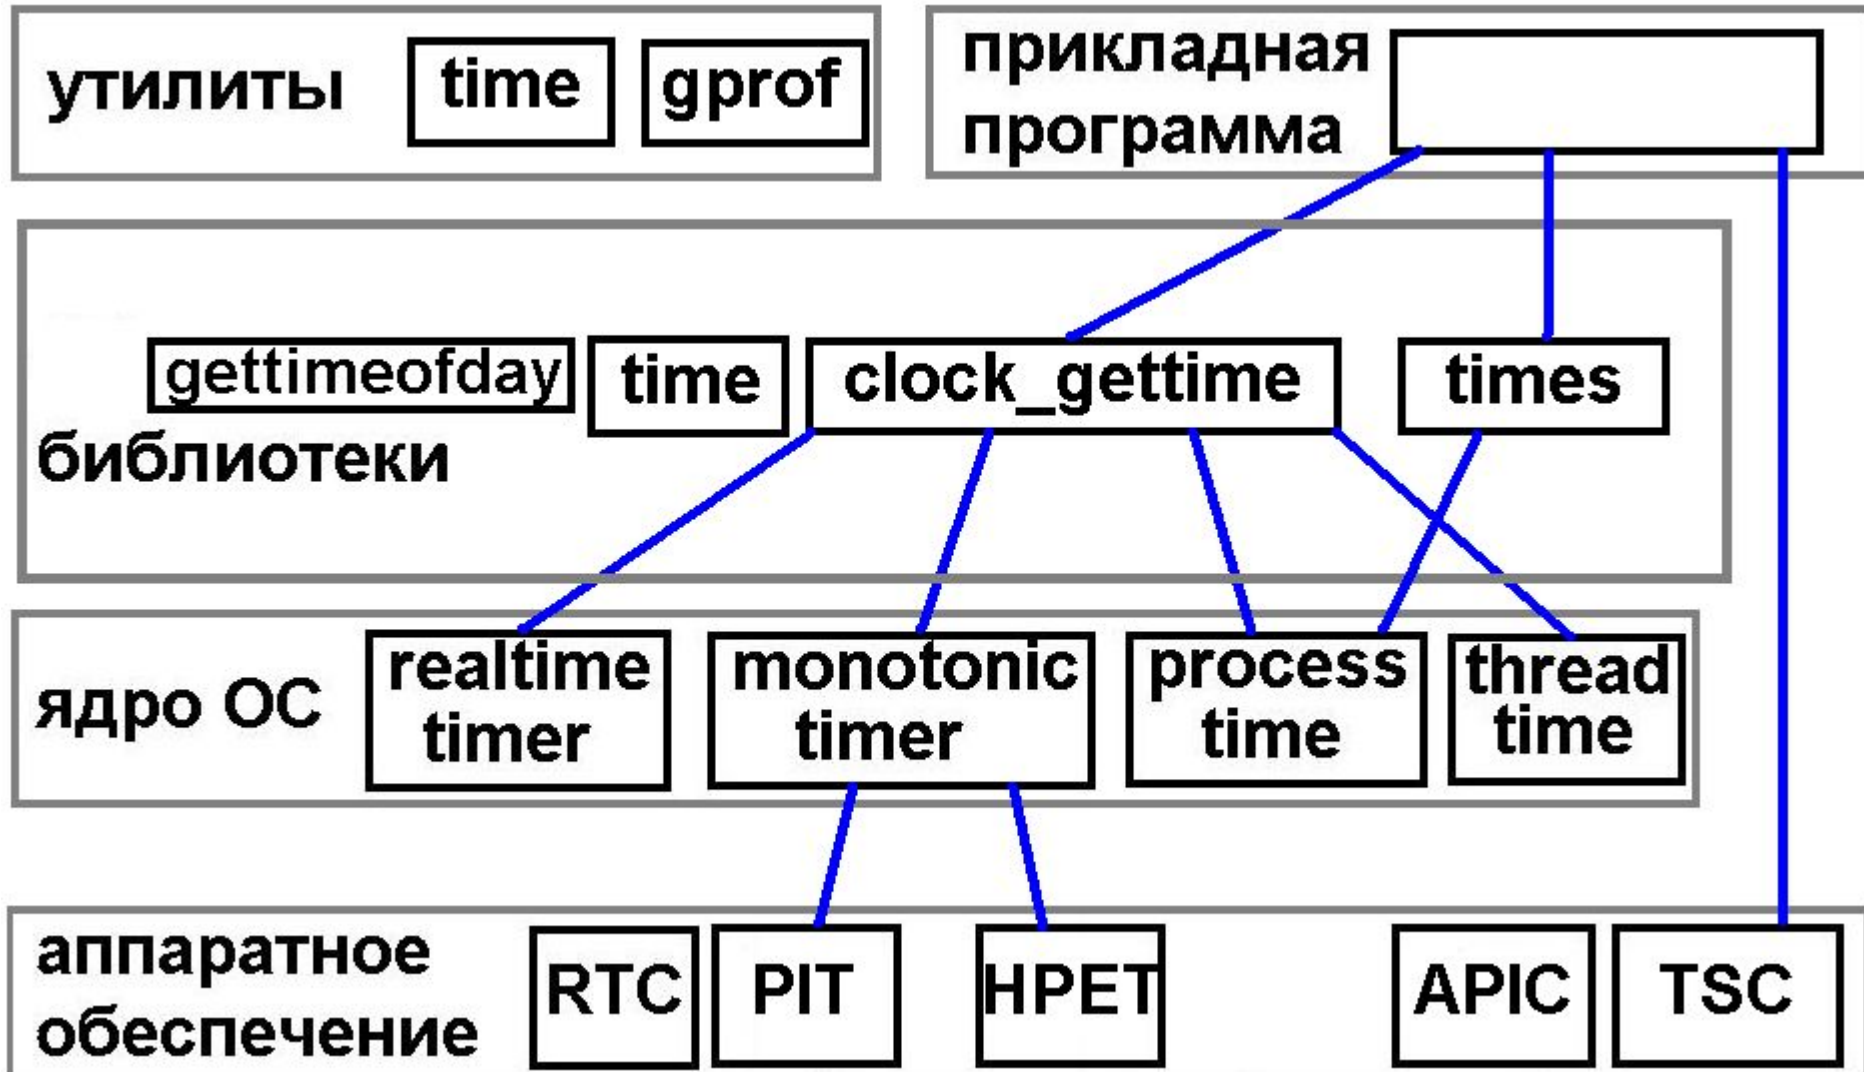 утилиты
time
gprof
прикладная
программа
gettimeofday
time
clock_gettime
times
библиотеки
ядро ОС
realtime
timer
monotonic
timer
process
time
thread
time
аппаратное
обеспечение
RTC
PIT
HPET
APIC
TSC